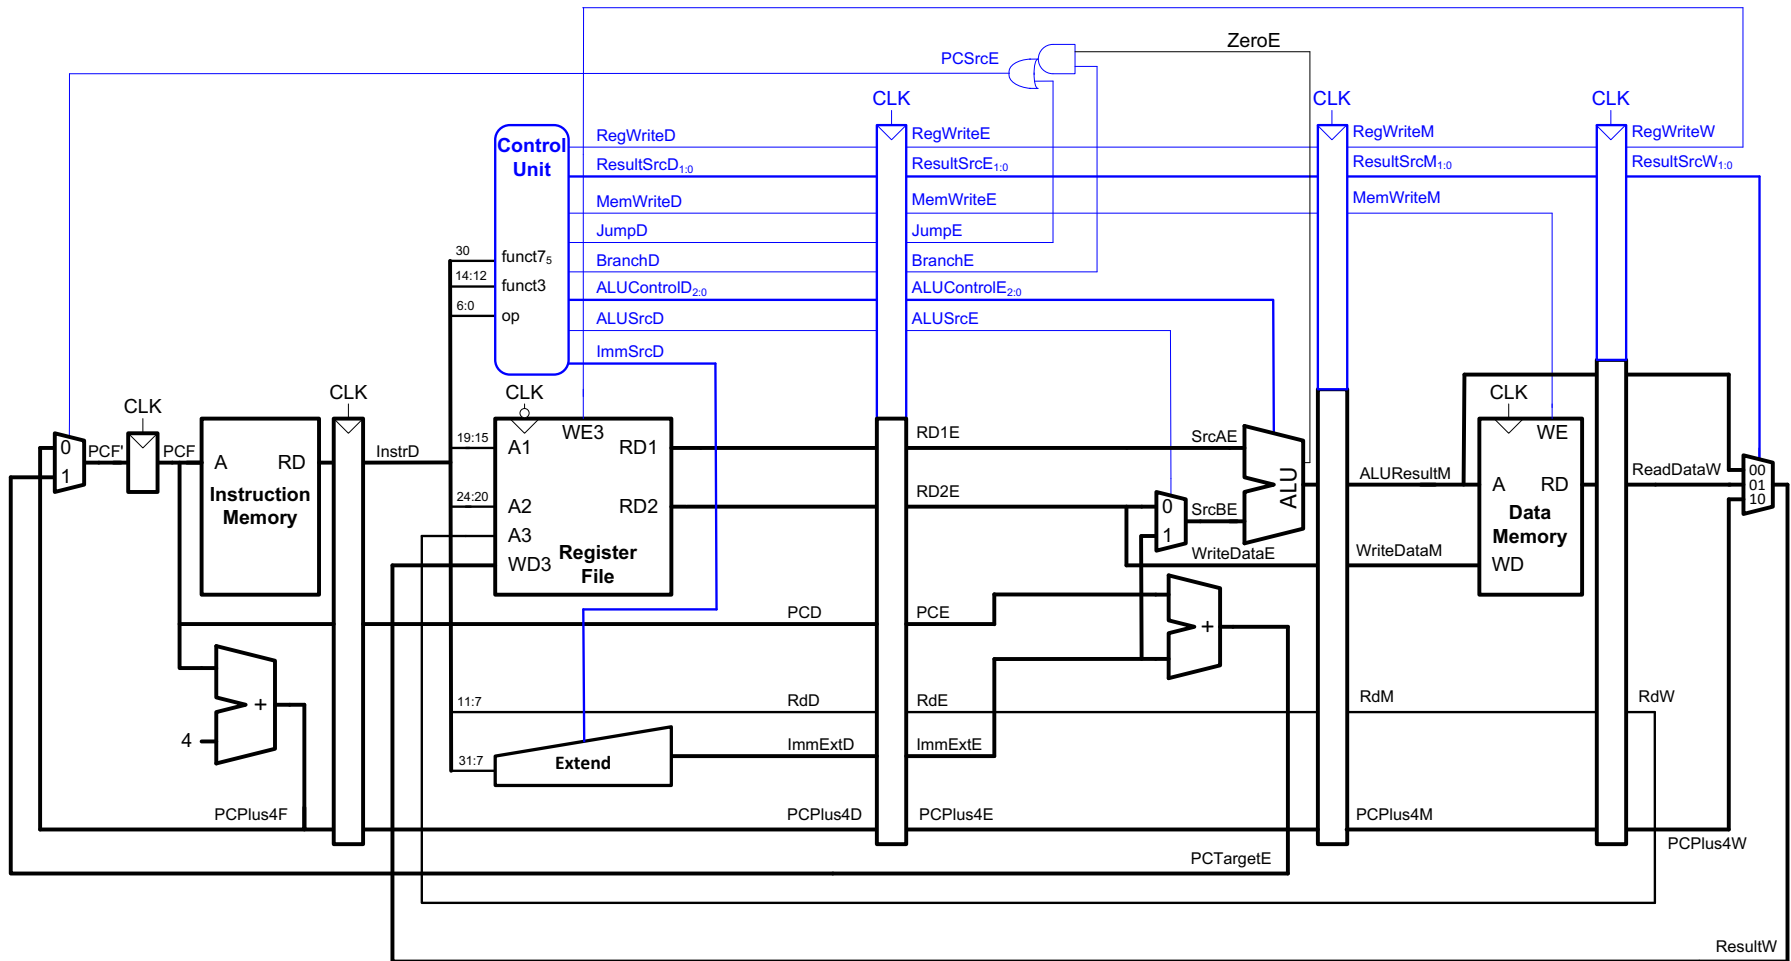 ZeroE
PCSrcE
CLK
CLK
CLK
Control
Unit
RegWriteD
RegWriteE
RegWriteM
RegWriteW
ResultSrcD1:0
ResultSrcE1:0
ResultSrcM1:0
ResultSrcW1:0
MemWriteD
MemWriteE
MemWriteM
JumpD
JumpE
30
funct75
BranchD
BranchE
14:12
funct3
ALUControlD2:0
ALUControlE2:0
6:0
op
ALUSrcD
ALUSrcE
ImmSrcD
CLK
CLK
CLK
CLK
0
1
PCF'
PCF
A
RD
Instruction
Memory
InstrD
19:15
A1
WE3
RD1
RD1E
SrcAE
ALU
ALUResultM
WE
A
RD
Data
Memory
WD
ReadDataW
00
01
10
24:20
A2
RD2
RD2E
0
1
SrcBE
A3
WD3
Register
File
WriteDataE
WriteDataM
PCD
PCE
+
+
4
11:7
RdD
RdE
RdM
RdW
31:7
Extend
ImmExtD
ImmExtE
PCPlus4F
PCPlus4D
PCPlus4E
PCPlus4M
PCPlus4W
PCTargetE
ResultW